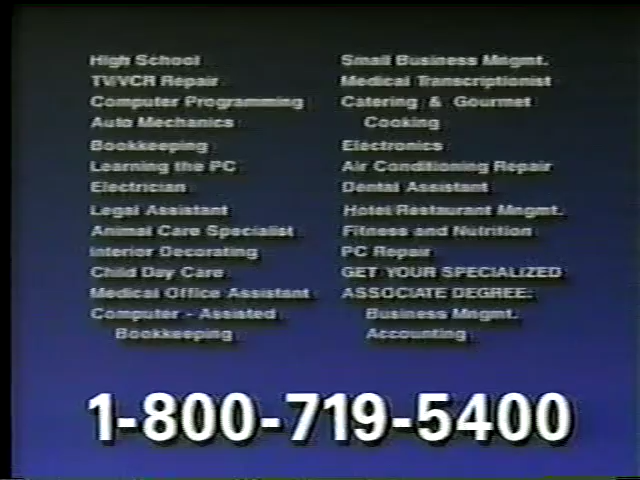 High School
TV/VCR Repair
Computer Programming
Auto Mechanics
Bookkeeping
Learning the PC
Electrician
Legal Assistant
Animal Care Specialist
Interior Decorating
Child Day Care
Medical Office Assistant
Computer - Assisted
Bookkeeping
Small Business Mngmt.
Medical Transcriptionist
Catering & Gourmet
Cooking
Electronics
Air Conditioning Repair
Dental Assistant
Hotel/Restaurant Mngmt.
Fitness and Nutrition
PC Repair
GET YOUR SPECIALIZED
ASSOCIATE DEGREE:
Business Mngmt.
Accounting
1-800-719-5400